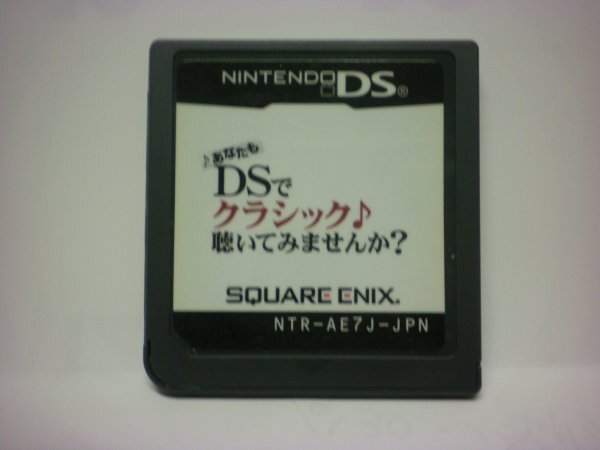 NINTENDO DS®
♪あなたも
DSで
クラシック♪
聴いてみませんか?
SQUARE ENIX.
NTR-AE7J-JPN